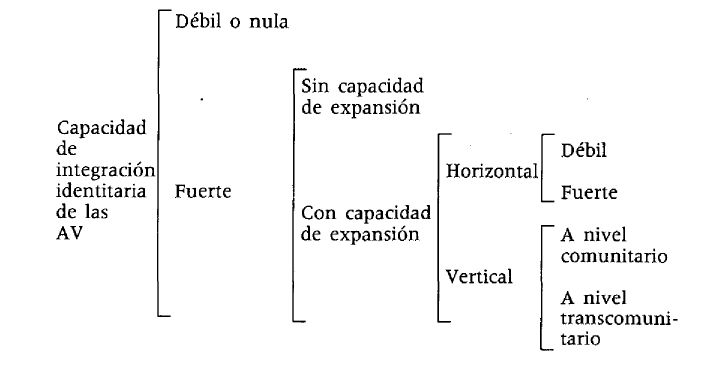 Débil o nula
Sin capacidad
de expansión
Capacidad
de
integración
identitaria
de las
AV
Fuerte
Con capacidad
de expansión
Horizontal
Débil
Fuerte
Vertical
A nivel
comunitario
A nivel
transcomuni-
tario